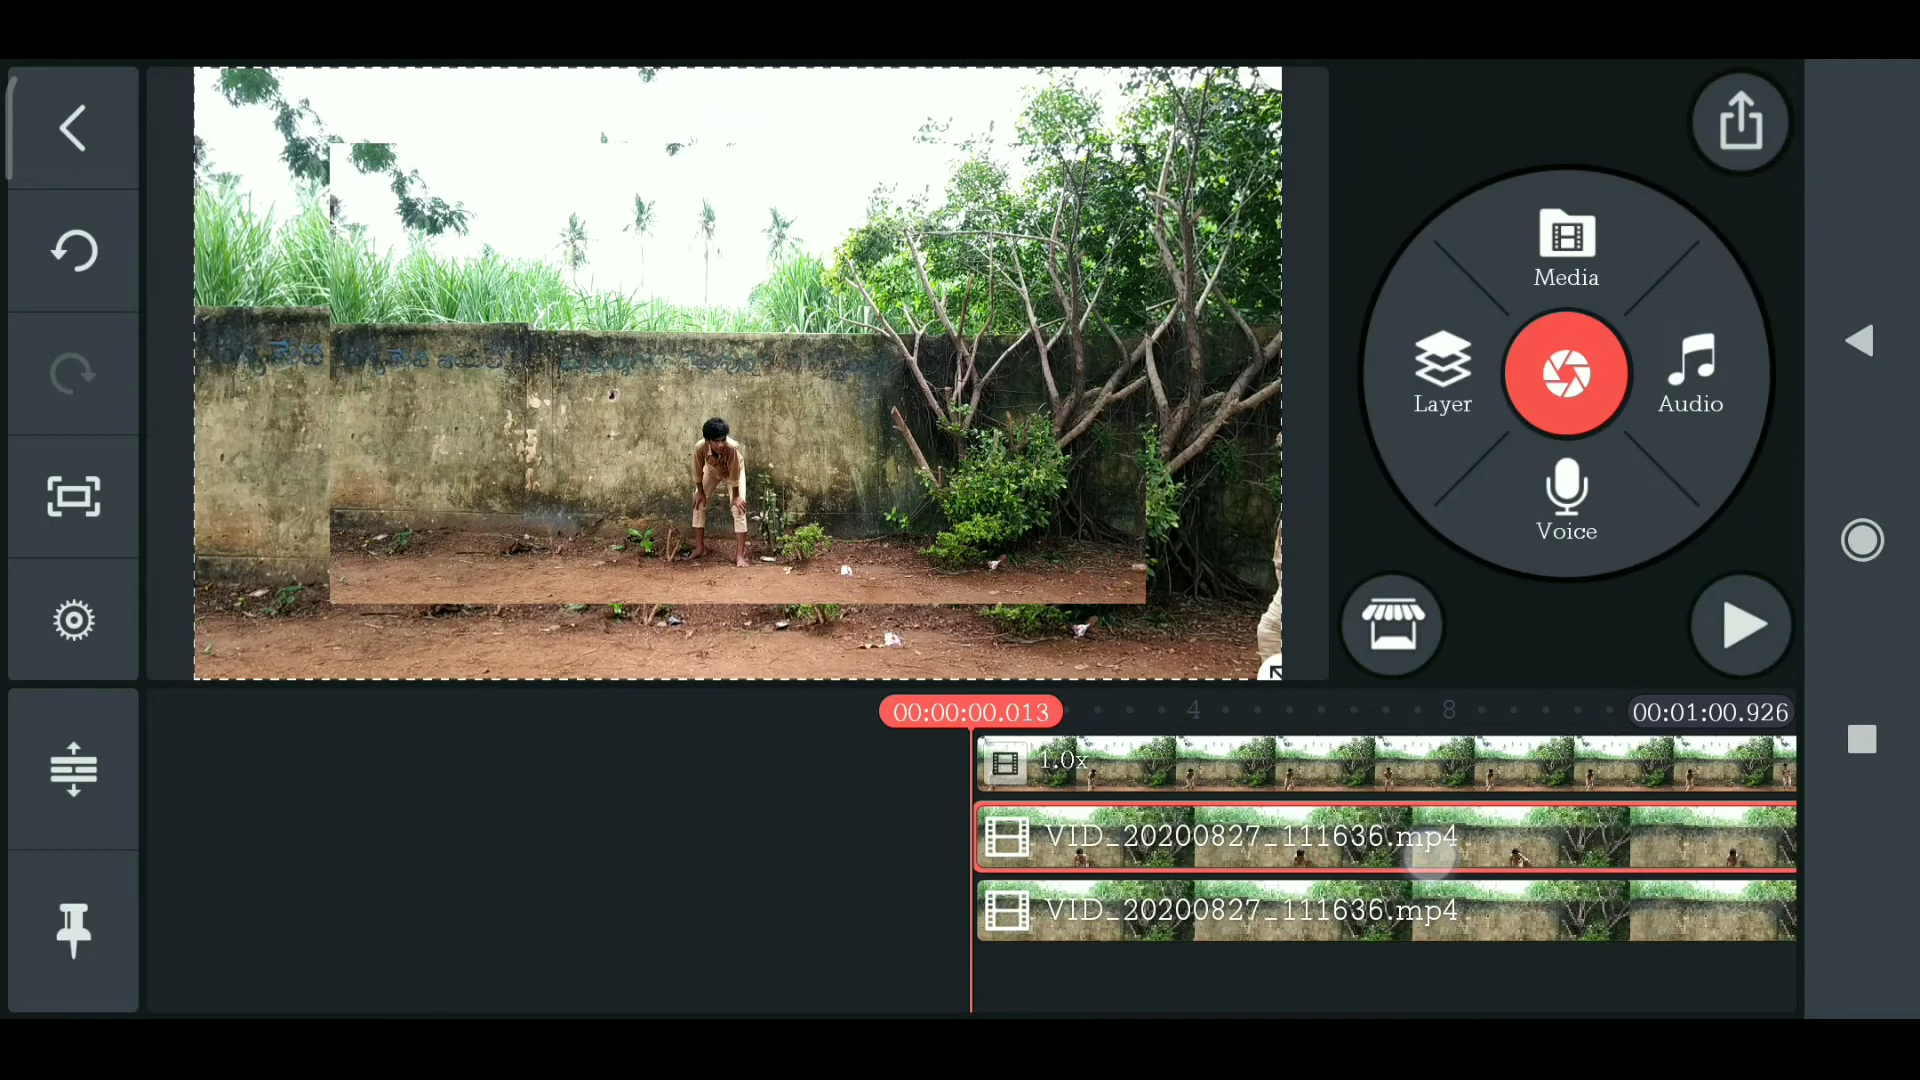 Media
Layer
Audio
Voice
00:00:00.013
4
8
00:01:00.926
1.0x
VID_20200827_111636.mp4
VID_20200827_111636.mp4